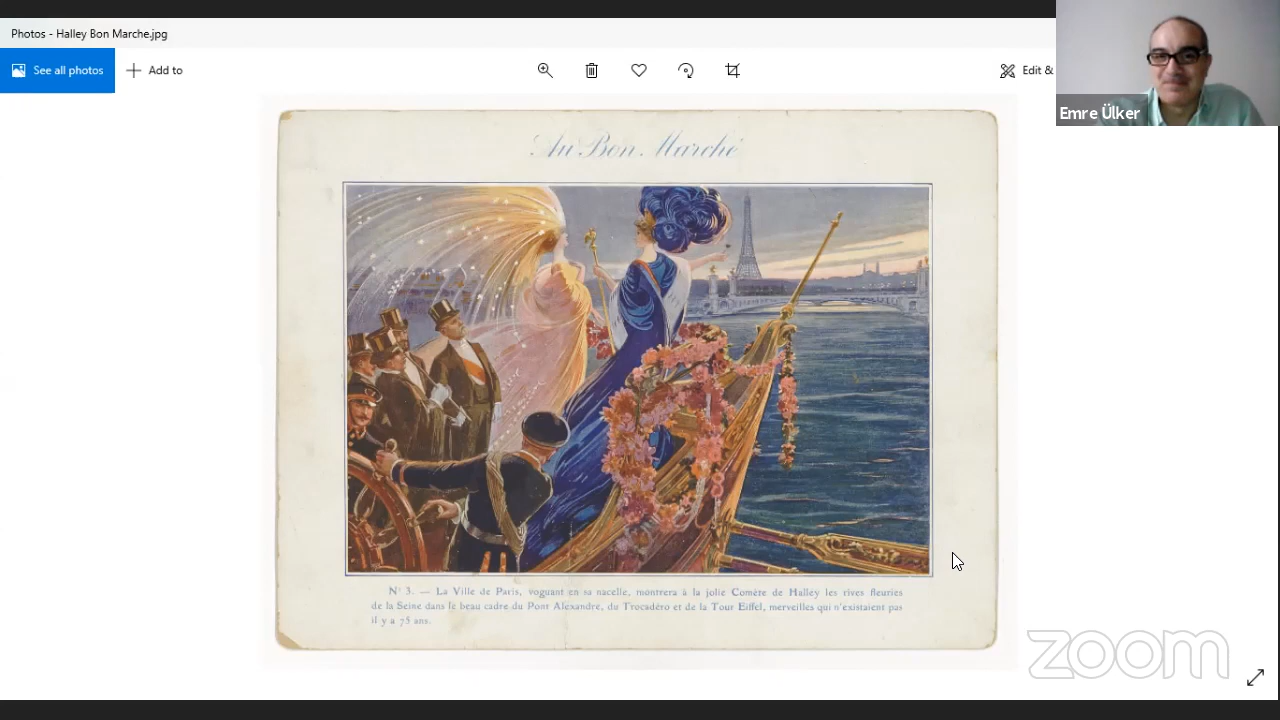 Photos - Halley Bon Marche.jpg
See all photos
Add to
Edit &
Emre Ülker
Au Bon Marché
Nº 3. — La Ville de Paris, voguant en sa nacelle, montrera à la jolie Comète de Halley les rives fleuries
de la Seine dans le beau cadre du Pont Alexandre, du Trocadéro et de la Tour Eiffel, merveilles qui n'existaient pas
il y a 75 ans.
zoom